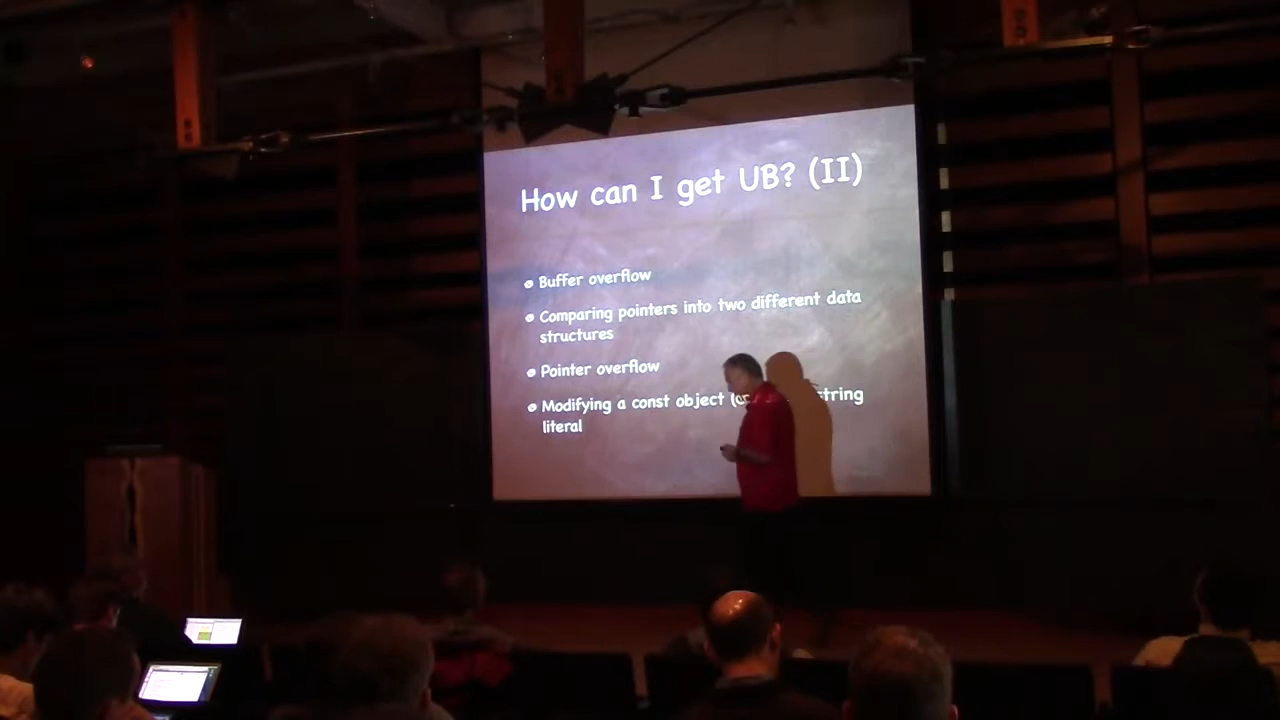 How can I get UB? (II)
Buffer overflow
Comparing pointers into two different data
structures
Pointer overflow
Modifying a const object (or string
literal